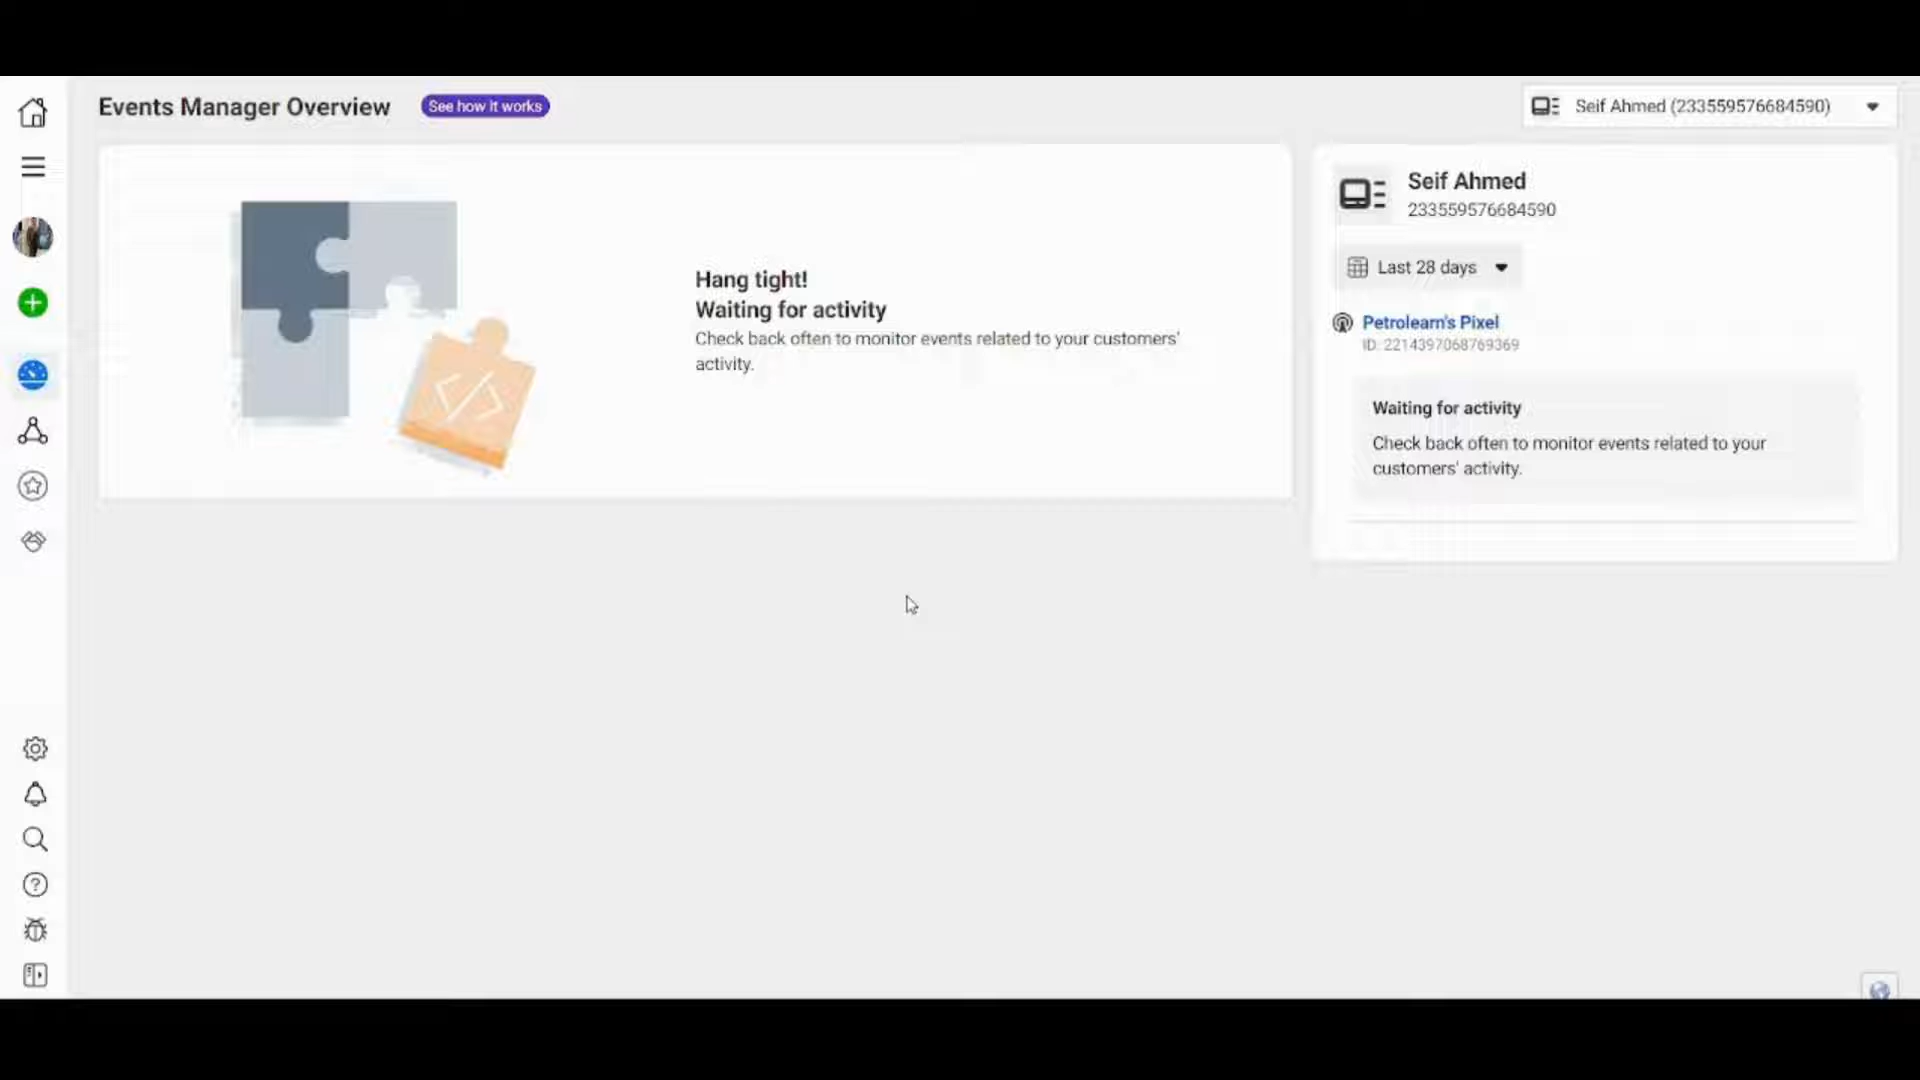 Events Manager Overview
See how it works
Seif Ahmed (233559576684590)
Hang tight!
Waiting for activity
Check back often to monitor events related to your customers'
activity.
Seif Ahmed
233559576684590
Last 28 days
Petrolearn's Pixel
ID: 2214397068769369
Waiting for activity
Check back often to monitor events related to your
customers' activity.